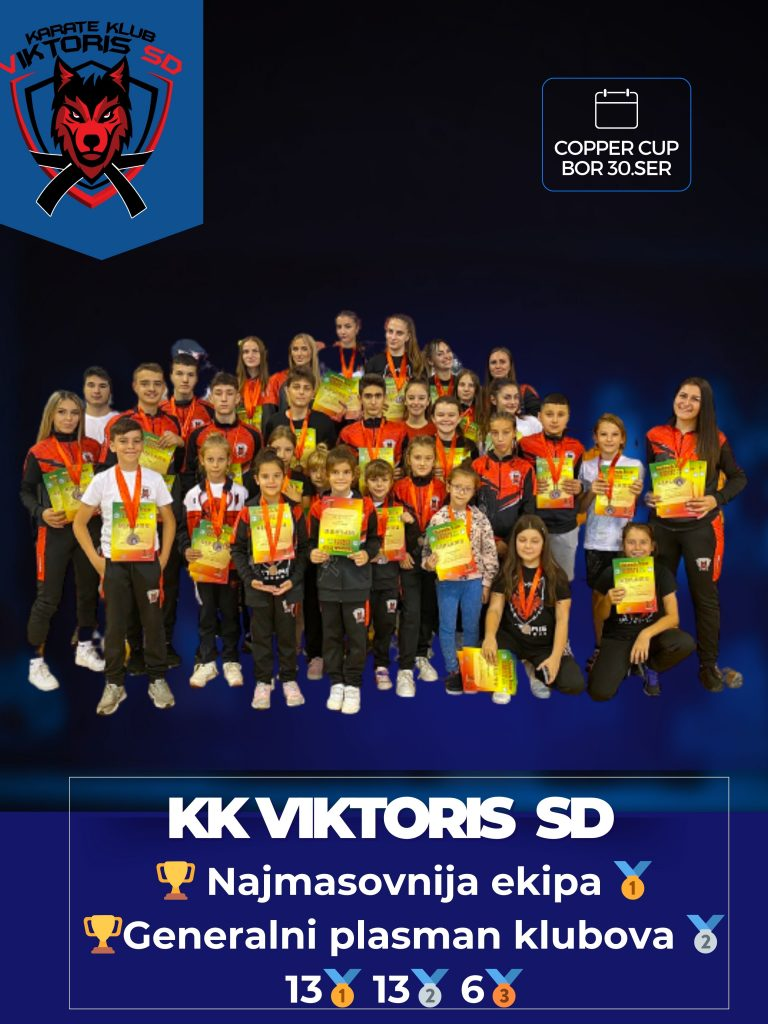 KARATE KLUB
VIKTORIS SD
COPPER CUP
BOR 30.SER
KK VIKTORIS SD
🏆 Najmasovnija ekipa 🥇
🏆Generalni plasman klubova 🥈
13🥇 13🥈 6🥉